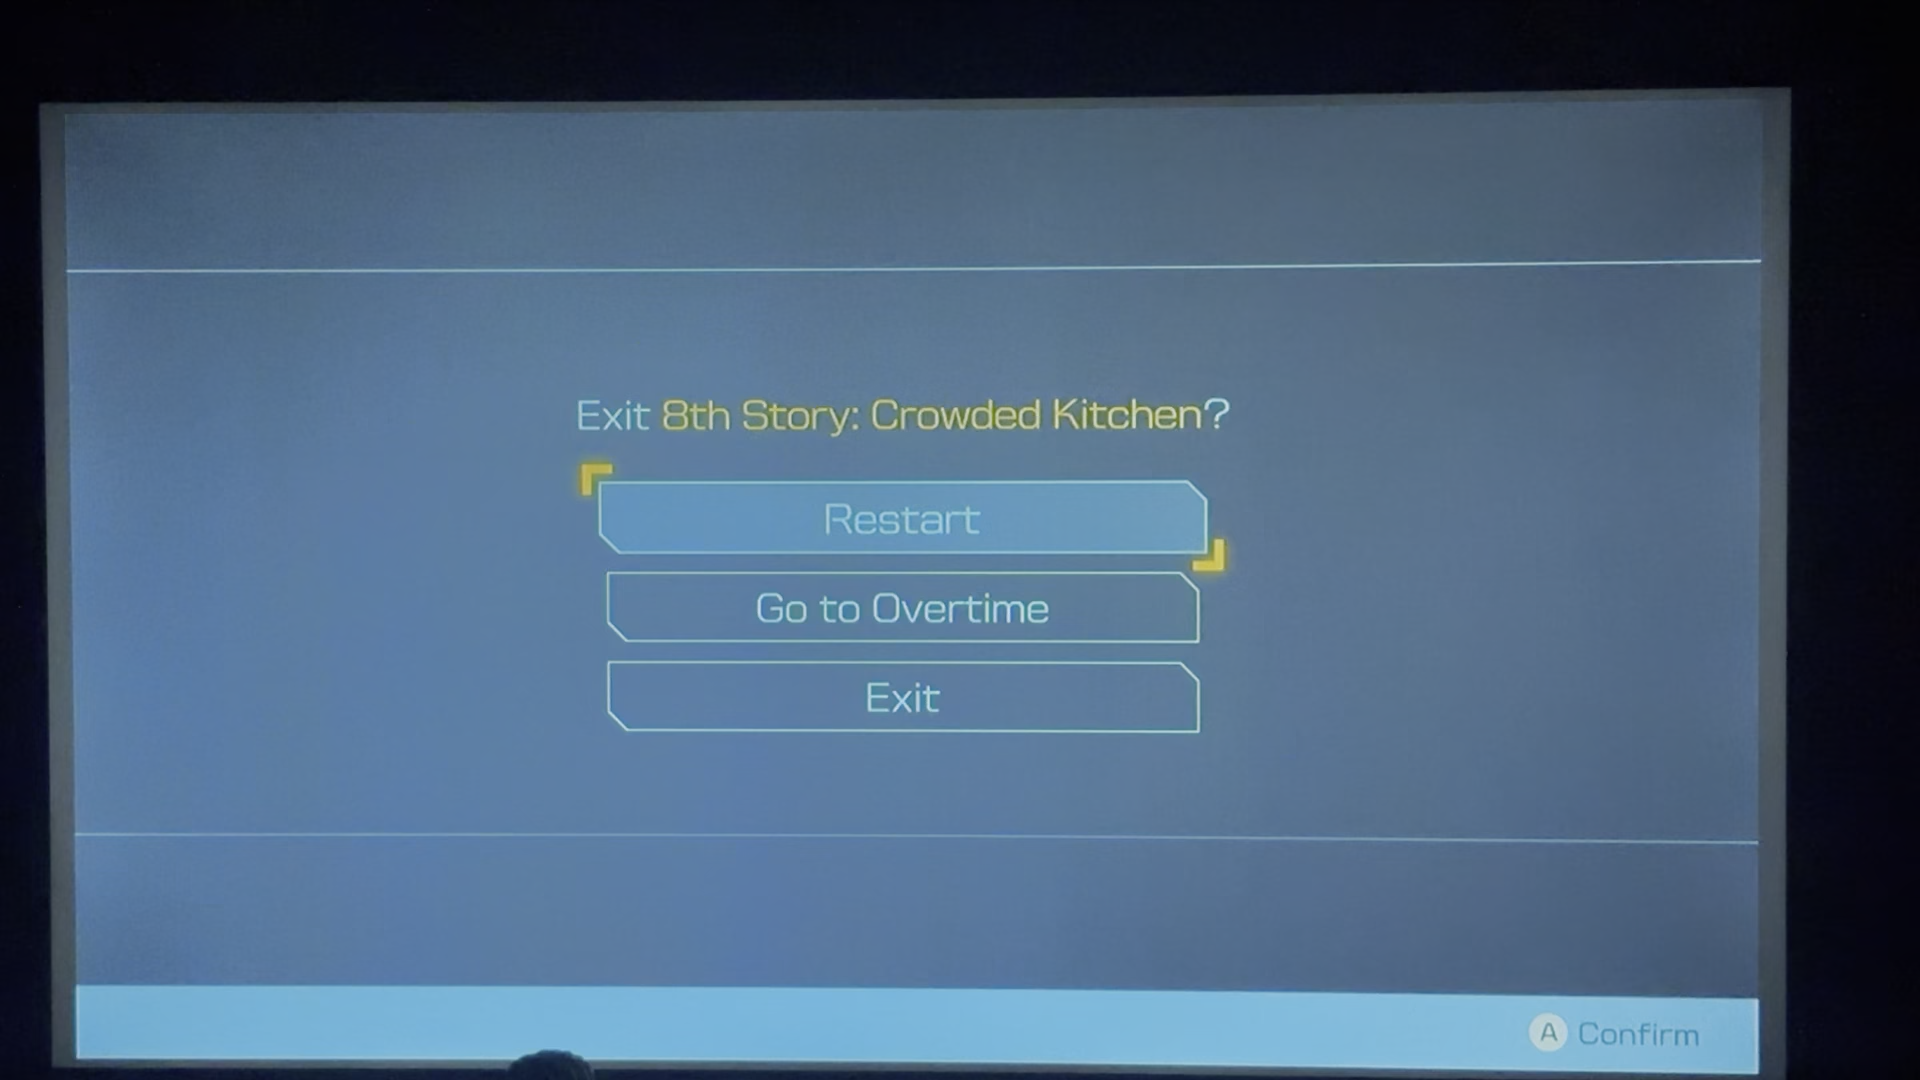 Exit 8th Story: Crowded Kitchen?
Restart
Go to Overtime
Exit
A Confirm